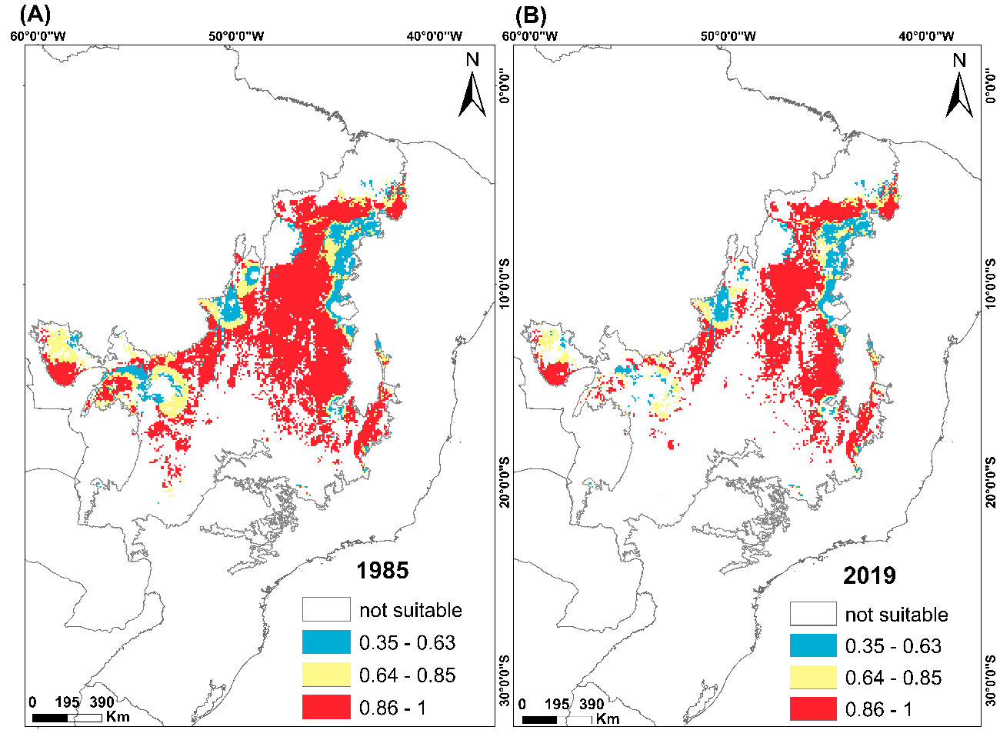 (A)
60°0'0"W 50°0'0"W 40°0'0"W
N
0°0'0"
10°0'0"S
20°0'0"S
30°0'0"S
1985
not suitable
0.35 - 0.63
0.64 - 0.85
0.86 - 1
0 195 390
Km
(B)
60°0'0"W 50°0'0"W 40°0'0"W
N
0°0'0"
10°0'0"S
20°0'0"S
30°0'0"S
2019
not suitable
0.35 - 0.63
0.64 - 0.85
0.86 - 1
0 195 390
Km